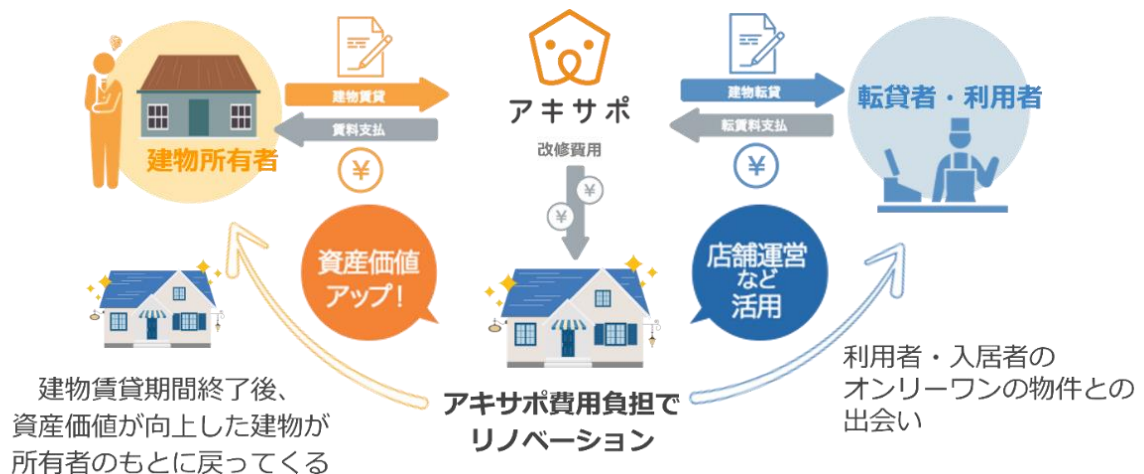 建物賃貸
賃料支払
¥
建物所有者
アキサポ
改修費用
¥
¥
建物転貸
転賃料支払
¥
転貸者・利用者
資産価値
アップ!
店舗運営
など
活用
アキサポ費用負担で
リノベーション
建物賃貸期間終了後、
資産価値が向上した建物が
所有者のもとに戻ってくる
利用者・入居者の
オンリーワンの物件との
出会い